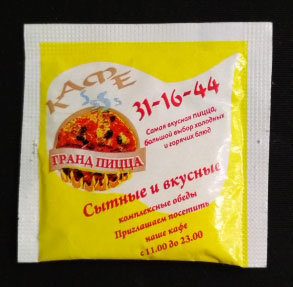 КАФЕ
ГРАНД ПИЦЦА
31-16-44
Самая вкусная пицца,
большой выбор холодных
и горячих блюд
Сытные и вкусные
комплексные обеды
Приглашаем посетить
наше кафе
с 11.00 до 23.00